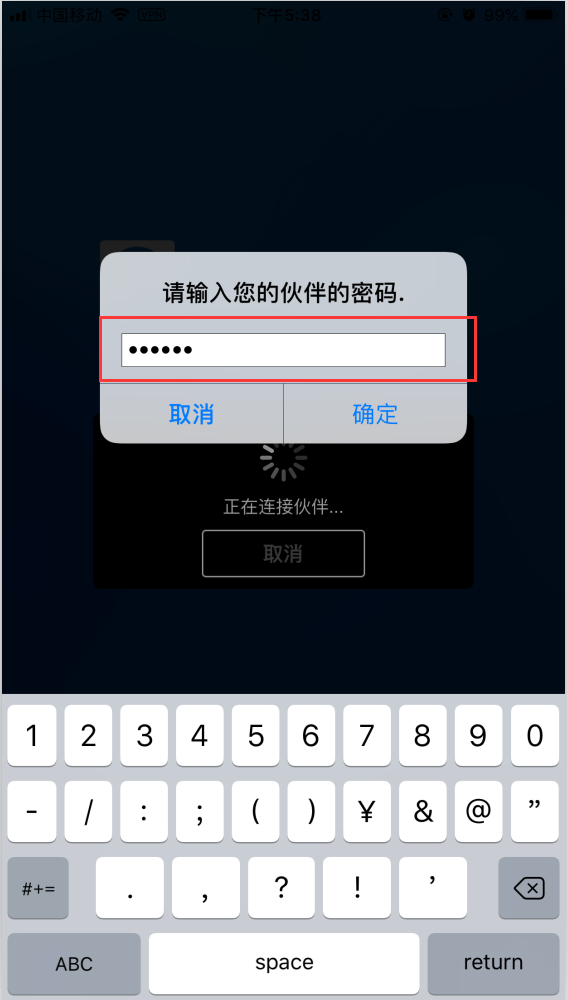 中国移动 VPN 下午5:38 99%
请输入您的伙伴的密码.
••••••
取消 确定
正在连接伙伴...
取消
1 2 3 4 5 6 7 8 9 0
- / : ; ( ) ¥ & @ ”
#+= . , ? ! ’
ABC space return